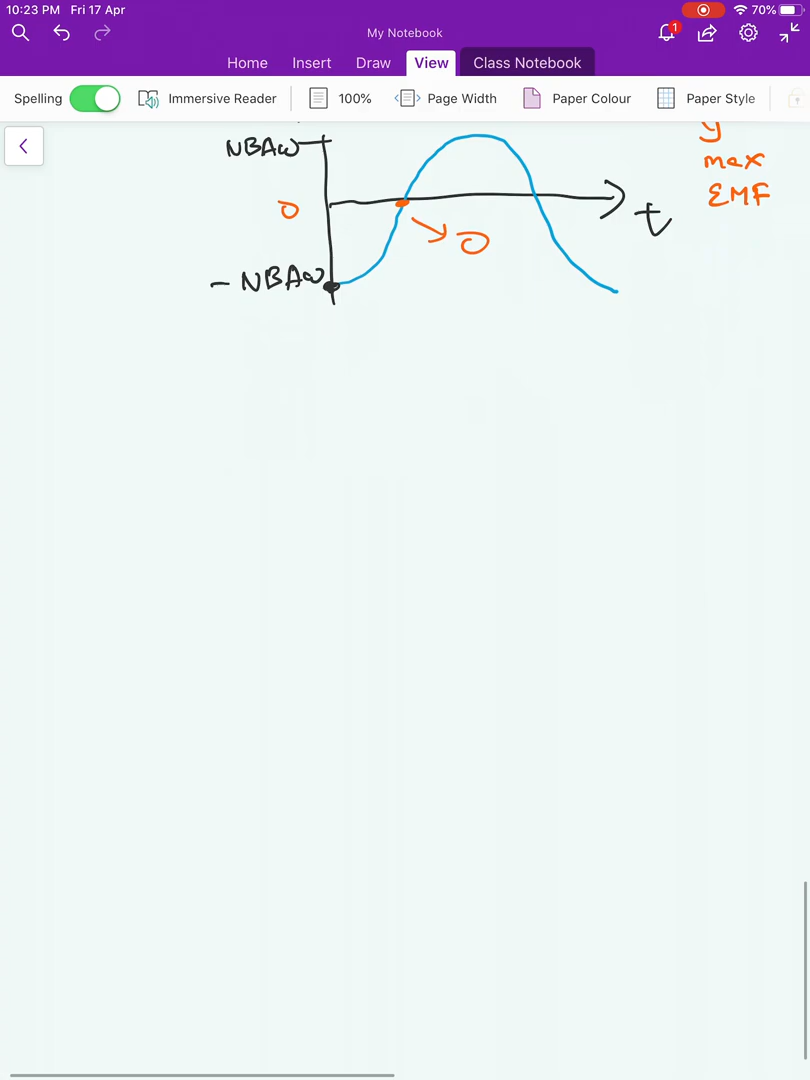 10:23 PM Fri 17 Apr
70%
1
My Notebook
Home Insert Draw View Class Notebook
Spelling Immersive Reader 100% Page Width Paper Colour Paper Style
y
max
EMF
NBAω
0
t
0
- NBAω